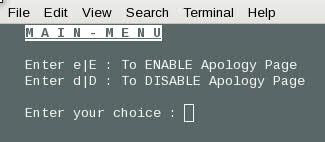 File Edit View Search Terminal Help
M A I N - M E N U
Enter e|E : To ENABLE Apology Page
Enter d|D : To DISABLE Apology Page
Enter your choice :